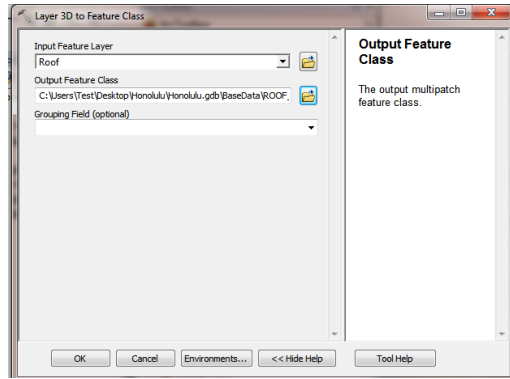 Layer 3D to Feature Class
Input Feature Layer
Roof
Output Feature Class
C:\Users\Test\Desktop\Honolulu\Honolulu.gdb\BaseData\ROOF_
Grouping Field (optional)
Output Feature
Class
The output multipatch
feature class.
OK
Cancel
Environments...
<< Hide Help
Tool Help